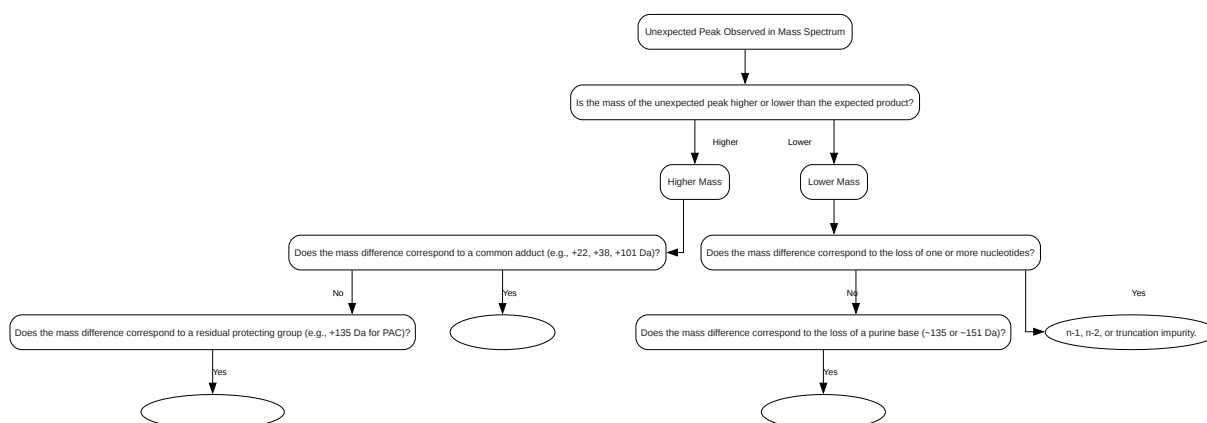 Unexpected Peak Observed in Mass Spectrum
Is the mass of the unexpected peak higher or lower than the expected product?
Higher
Lower
Higher Mass
Lower Mass
Does the mass difference correspond to a common adduct (e.g., +22, +38, +101 Da)?
Does the mass difference correspond to the loss of one or more nucleotides?
No
Yes
No
Yes
Does the mass difference correspond to a residual protecting group (e.g., +135 Da for PAC)?
Does the mass difference correspond to the loss of a purine base (~135 or ~151 Da)?
n-1, n-2, or truncation impurity.
Yes
Yes